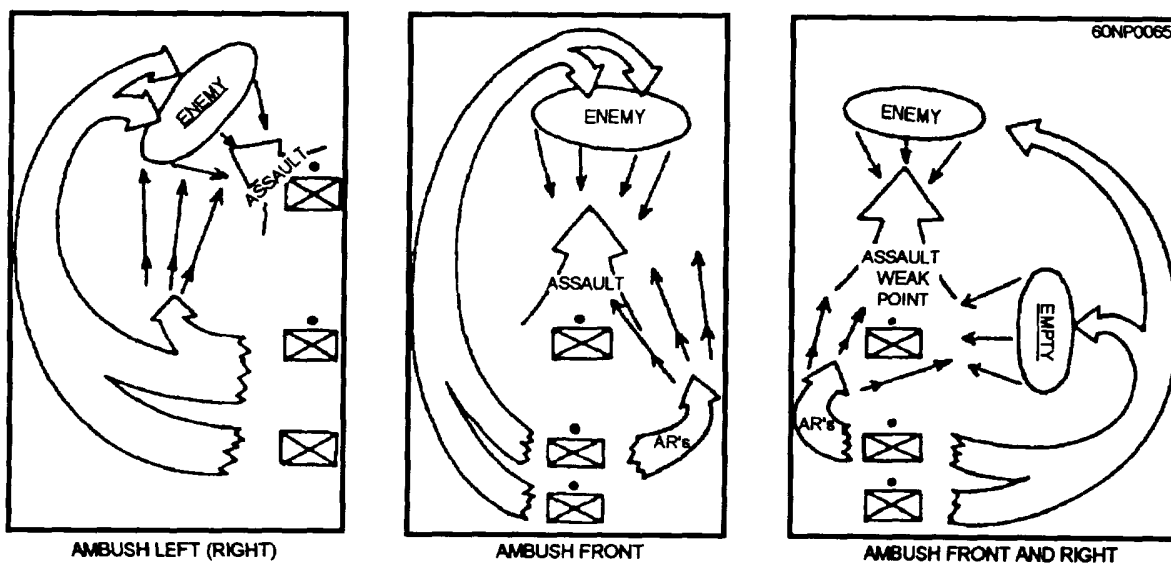 60NP0065
ENEMY
ASSAULT
AMBUSH LEFT (RIGHT)
ENEMY
ASSAULT
AR's
AMBUSH FRONT
ENEMY
ASSAULT
WEAK
POINT
EMPTY
AR's
AMBUSH FRONT AND RIGHT